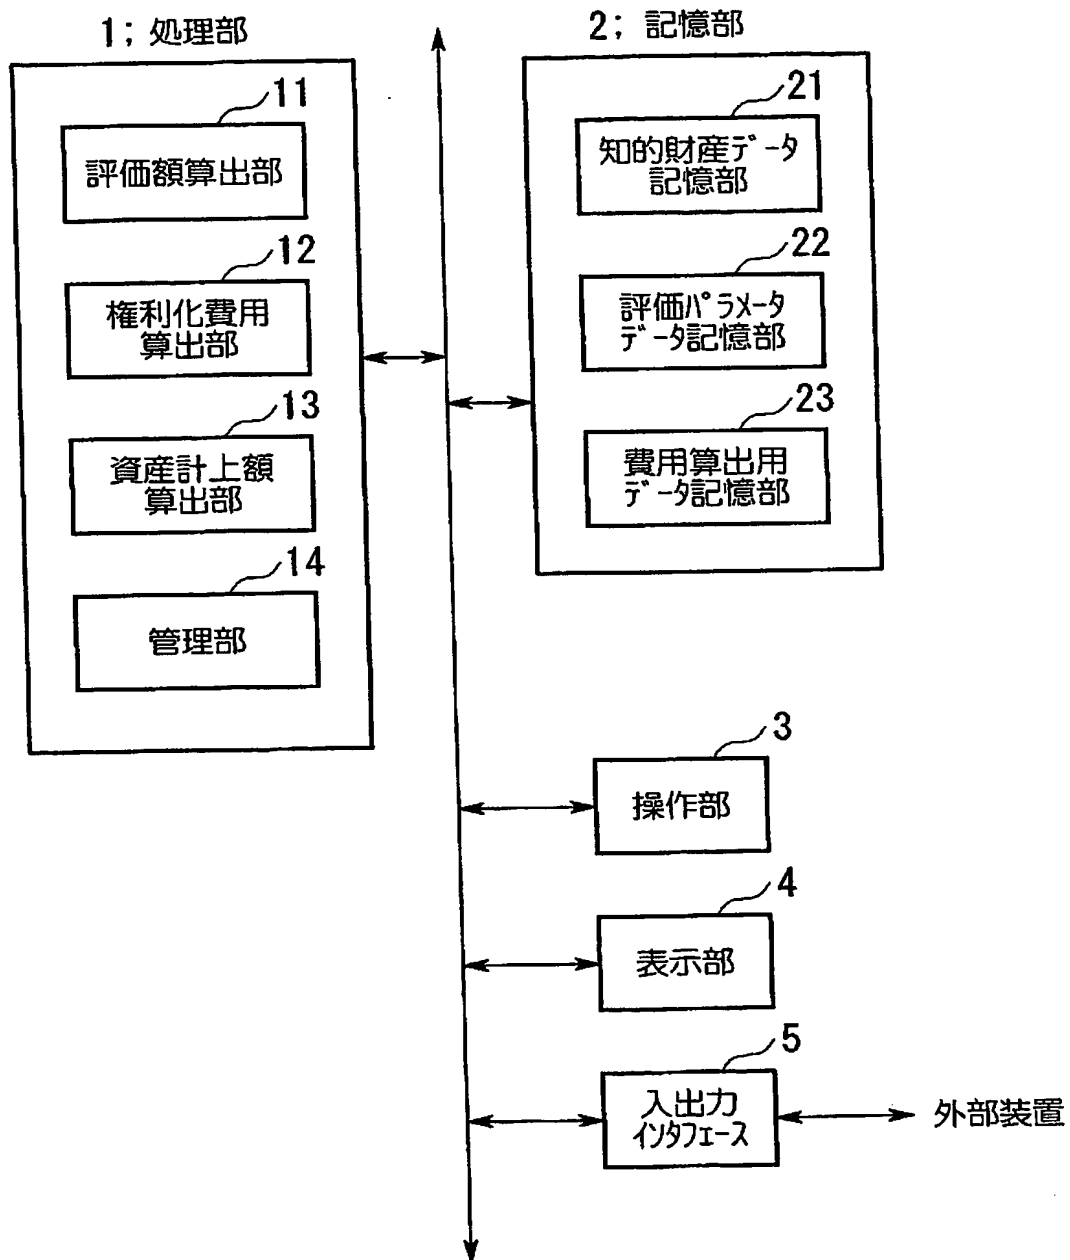 1; 処理部
11
評価額算出部
12
権利化費用
算出部
13
資産計上額
算出部
14
管理部
2; 記憶部
21
知的財産データ
記憶部
22
評価パラメータ
データ記憶部
23
費用算出用
データ記憶部
3
操作部
4
表示部
5
入出力
インタフェース
外部装置